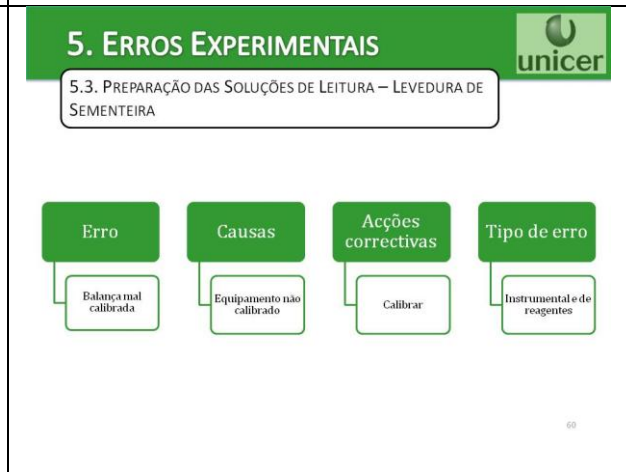 5. ERROS EXPERIMENTAIS
unicer
5.3. PREPARAÇÃO DAS SOLUÇÕES DE LEITURA – LEVEDURA DE
SEMENTEIRA
Erro
Balança mal
calibrada
Causas
Equipamento não
calibrado
Acções
correctivas
Calibrar
Tipo de erro
Instrumental e de
reagentes
60